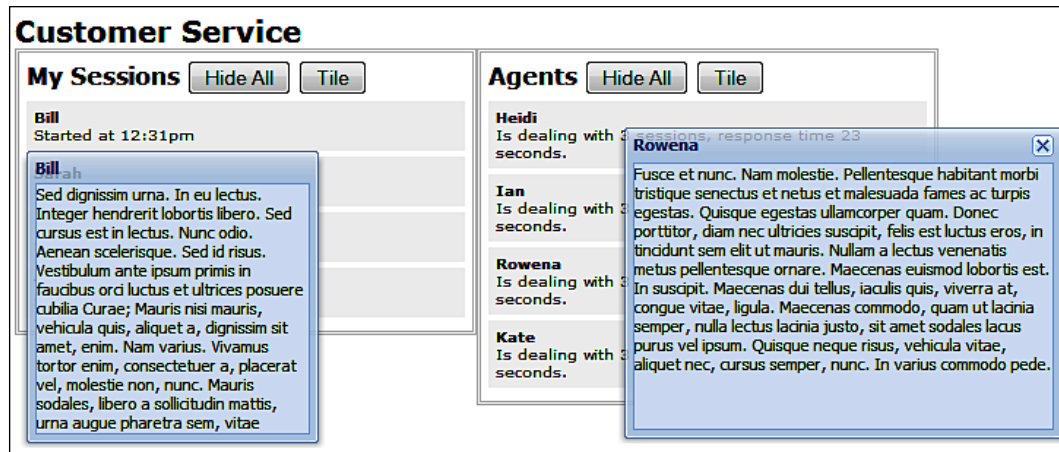 Customer Service
My Sessions Hide All Tile
Bill
Started at 12:31pm
Bill
Sarah
Sed dignissim urna. In eu lectus.
Integer hendrerit lobortis libero. Sed
cursus est in lectus. Nunc odio.
Aenean scelerisque. Sed id risus.
Vestibulum ante ipsum primis in
faucibus orci luctus et ultrices posuere
cubilia Curae; Mauris nisi mauris,
vehicula quis, aliquet a, dignissim sit
amet, enim. Nam varius. Vivamus
tortor enim, consectetuer a, placerat
vel, molestie non, nunc. Mauris
sodales, libero a sollicitudin mattis,
urna augue pharetra sem, vitae
Agents Hide All Tile
Heidi
Is dealing with 3 sessions, response time 23
seconds.
Ian
Is dealing with 3
seconds.
Rowena
Is dealing with 3
seconds.
Kate
Is dealing with 3
seconds.
Rowena
Fusce et nunc. Nam molestie. Pellentesque habitant morbi
tristique senectus et netus et malesuada fames ac turpis
egestas. Quisque egestas ullamcorper quam. Donec
porttitor, diam nec ultricies suscipit, felis est luctus eros, in
tincidunt sem elit ut mauris. Nullam a lectus venenatis
metus pellentesque ornare. Maecenas euismod lobortis est.
In suscipit. Maecenas dui tellus, iaculis quis, viverra at,
congue vitae, ligula. Maecenas commodo, quam ut lacinia
semper, nulla lectus lacinia justo, sit amet sodales lacus
purus vel ipsum. Quisque neque risus, vehicula vitae,
aliquet nec, cursus semper, nunc. In varius commodo pede.